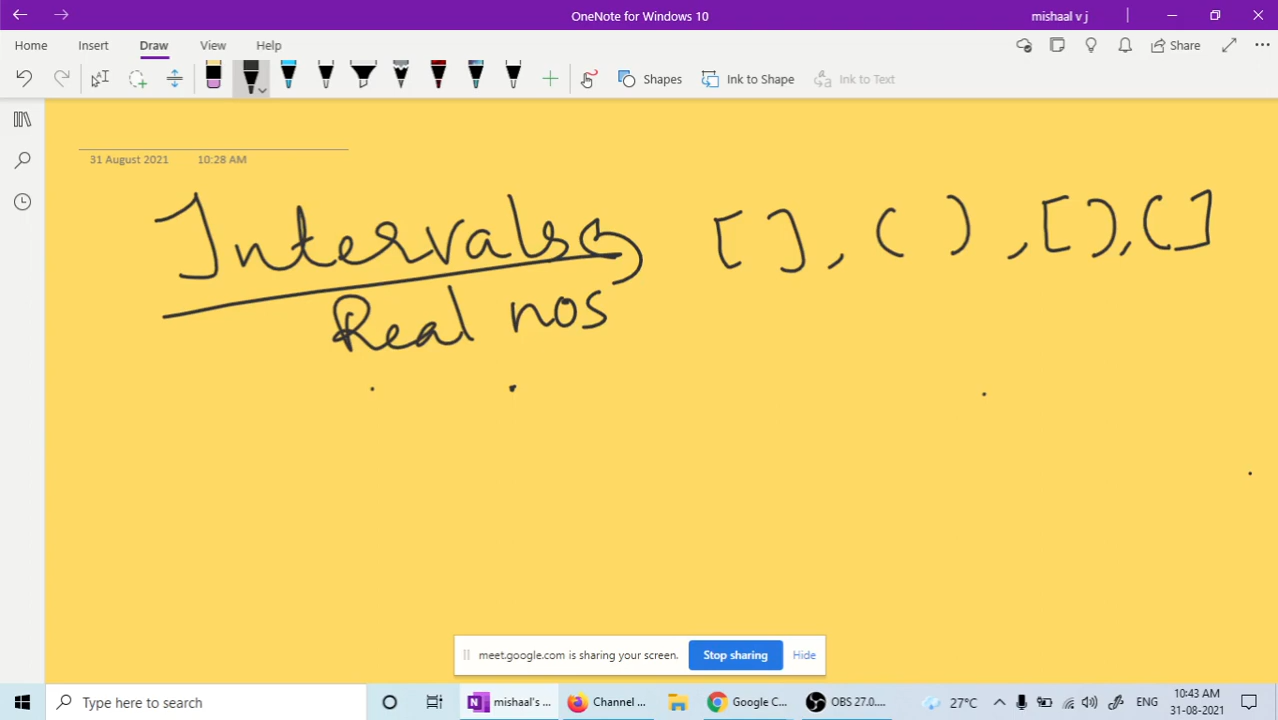 OneNote for Windows 10
mishaal v j
Home Insert Draw View Help
Share
Shapes
Ink to Shape
Ink to Text
31 August 2021 10:28 AM
Intervals [ ], ( ), [ ), ( ]
Real nos
meet.google.com is sharing your screen. Stop sharing Hide
Type here to search
mishaal's ...
Channel ...
Google C...
OBS 27.0....
27°C
ENG
10:43 AM
31-08-2021